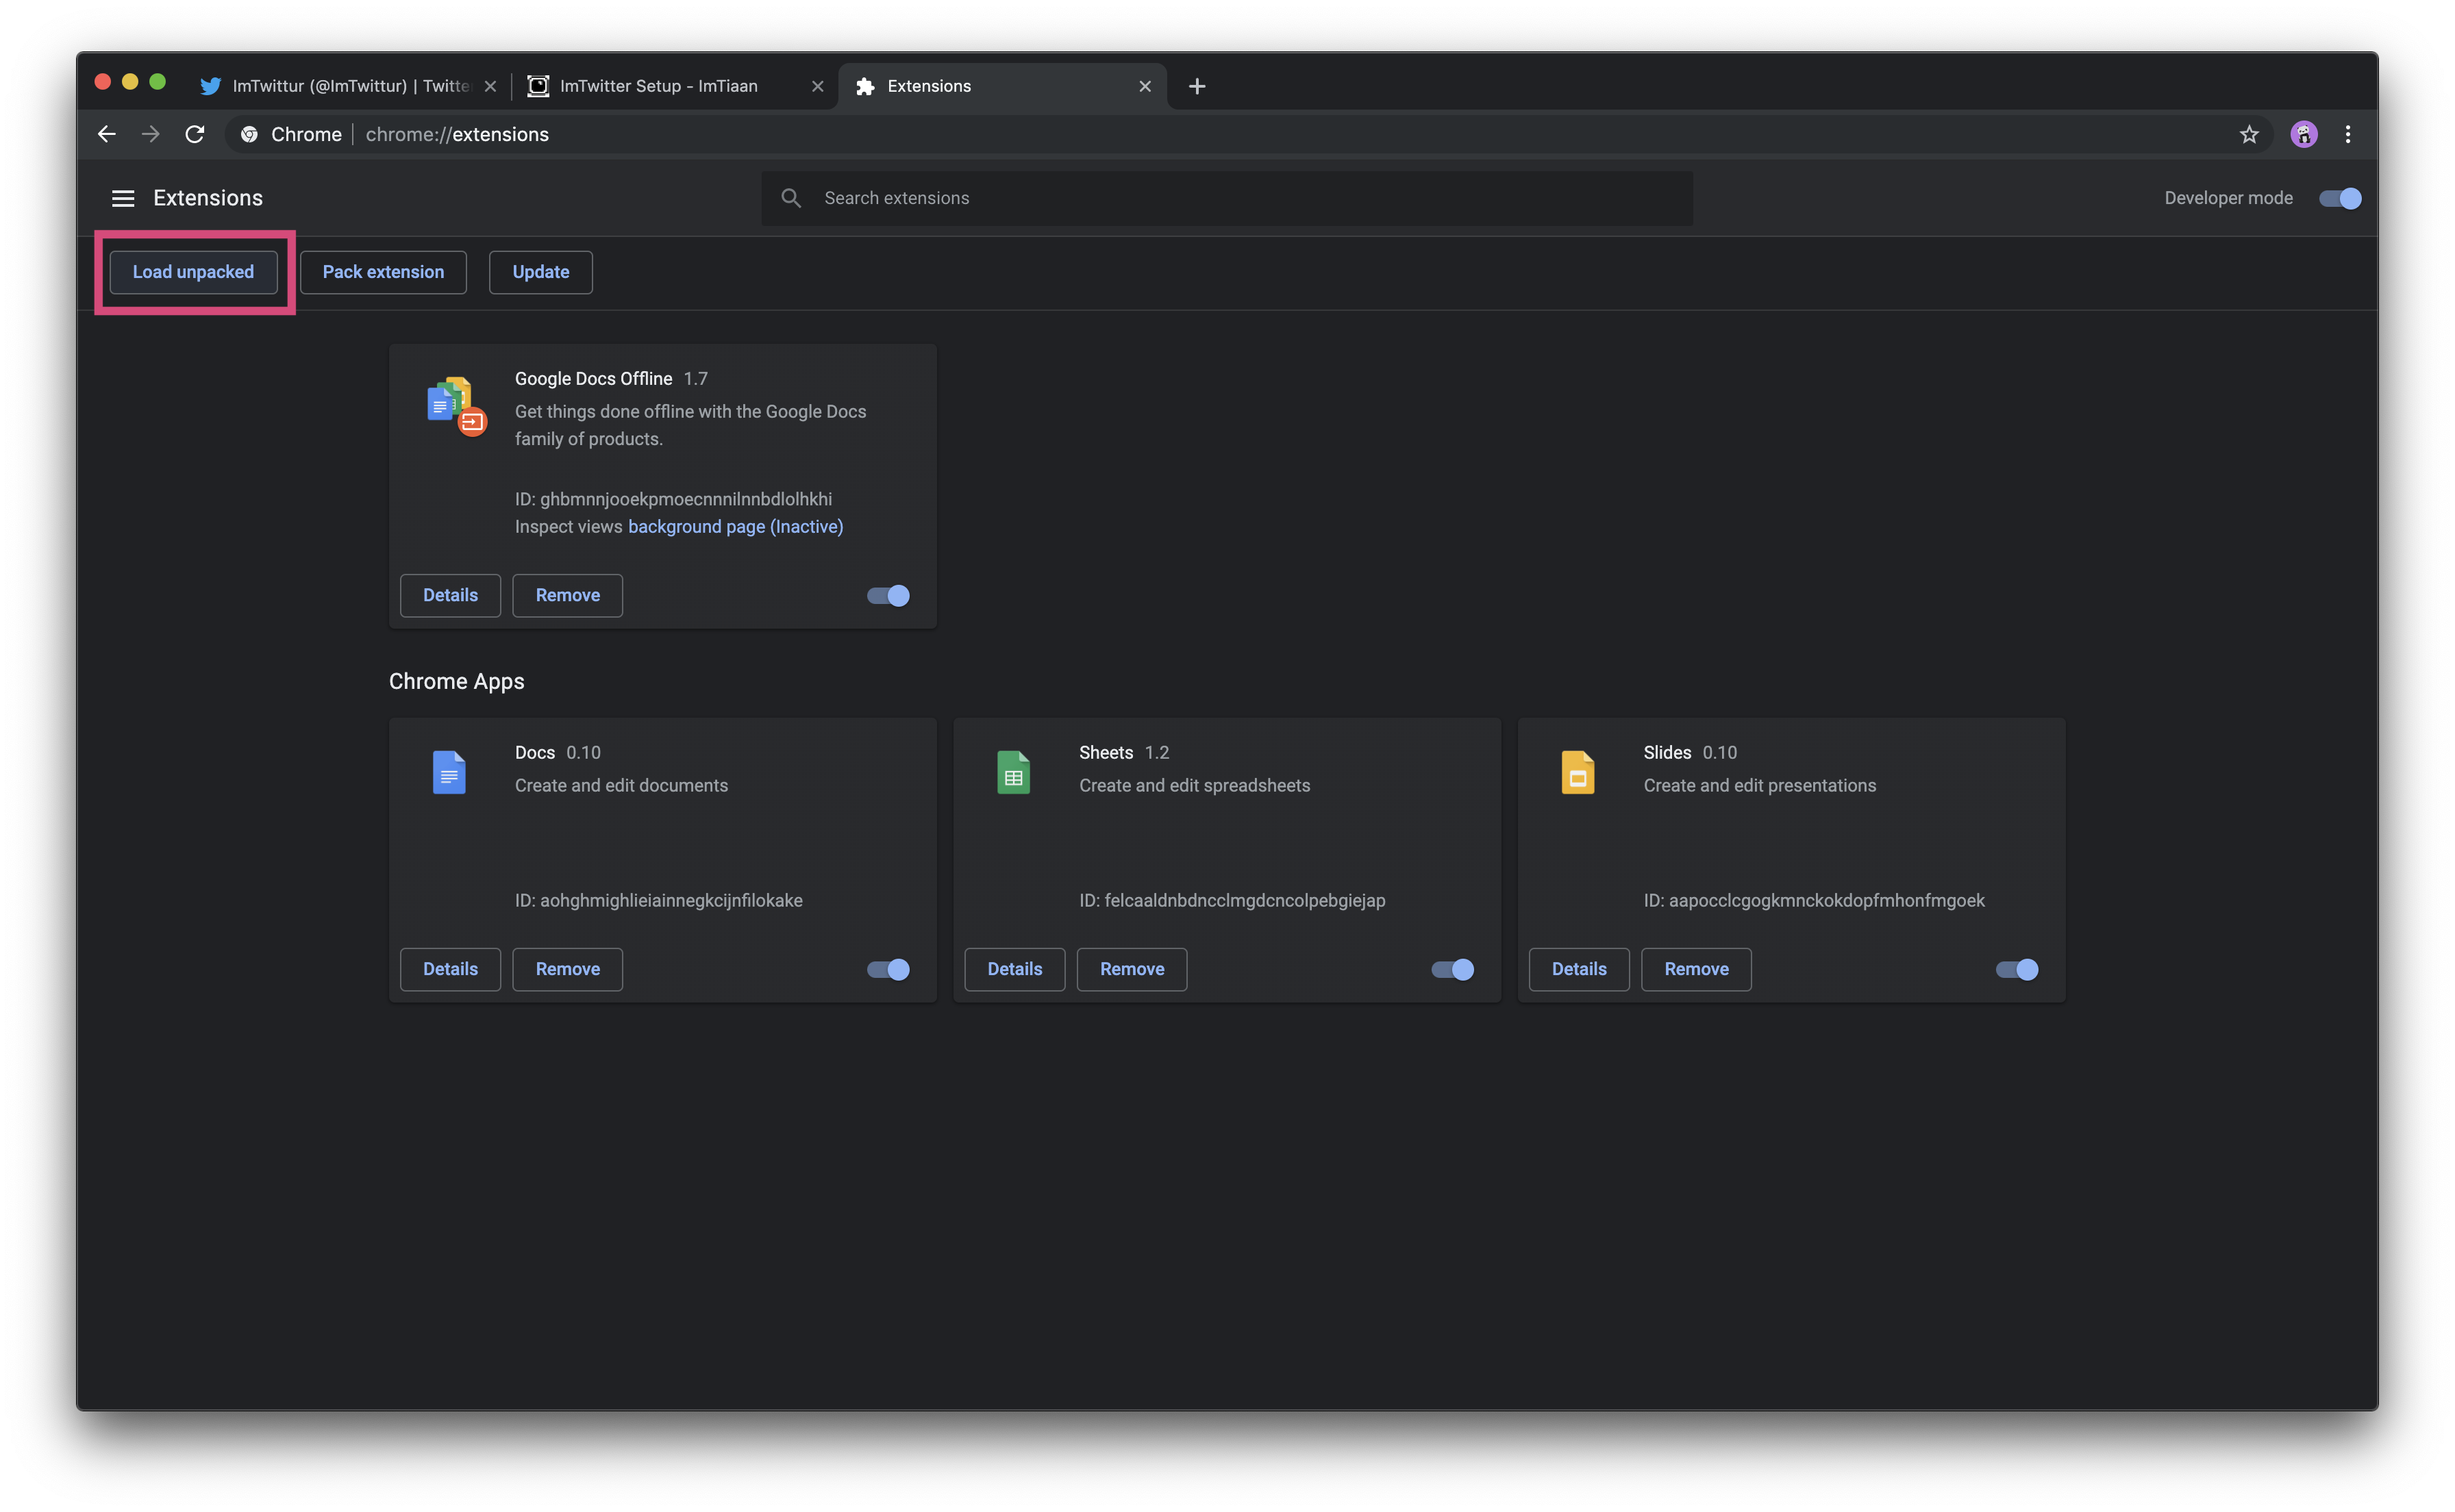 ImTwittur (@ImTwittur) | Twitte
ImTwitter Setup - ImTiaan
Extensions
Chrome | chrome://extensions
Extensions
Search extensions
Developer mode
Load unpacked
Pack extension
Update
Google Docs Offline 1.7
Get things done offline with the Google Docs
family of products.
ID: ghbmnnjooekpmoecnnnilnnbdlolhkhi
Inspect views background page (Inactive)
Details
Remove
Chrome Apps
Docs 0.10
Create and edit documents
ID: aohghmighlieiainnegkcijnfilokake
Details
Remove
Sheets 1.2
Create and edit spreadsheets
ID: felcaaldnbdncclmgdcncolpebgiejap
Details
Remove
Slides 0.10
Create and edit presentations
ID: aapocclcgogkmnckokdopfmhonfmgoek
Details
Remove